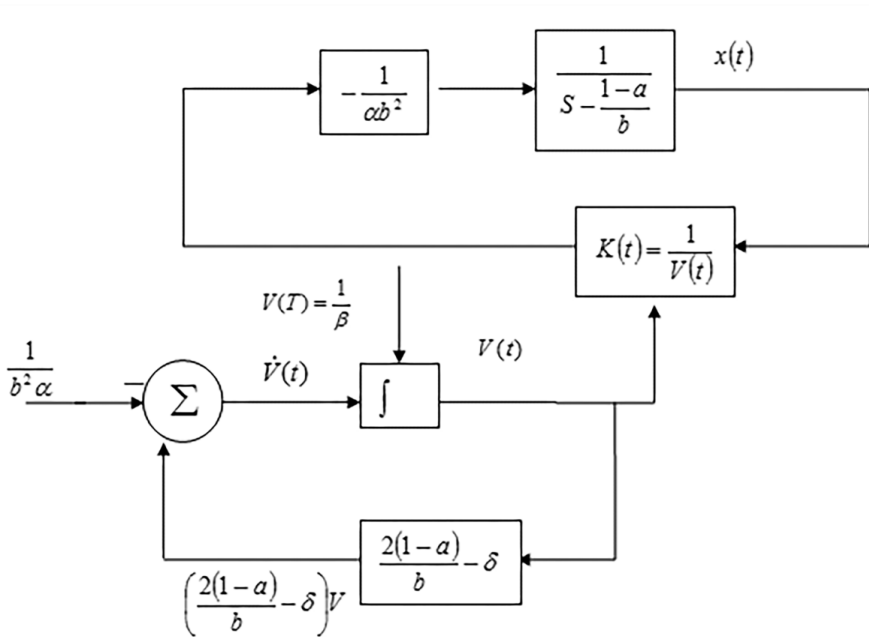 -1/(αb²)
1/(S-(1-a)/b)
x(t)
K(t)=1/V(t)
V(T)=1/β
V(t)
1/(b²α)
−
Σ
V̇(t)
∫
2(1-a)/b-δ
(2(1-a)/b-δ)V